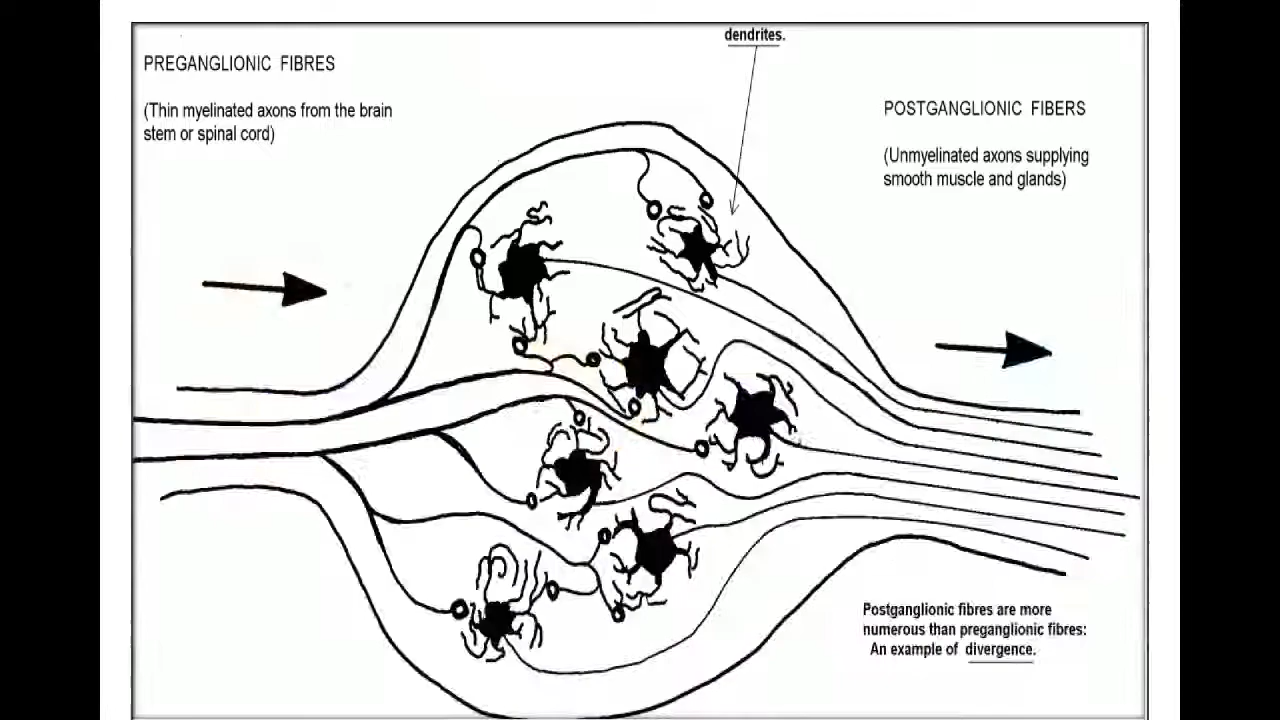 dendrites.
PREGANGLIONIC FIBRES
(Thin myelinated axons from the brain
stem or spinal cord)
POSTGANGLIONIC FIBERS
(Unmyelinated axons supplying
smooth muscle and glands)
Postganglionic fibres are more
numerous than preganglionic fibres:
An example of divergence.